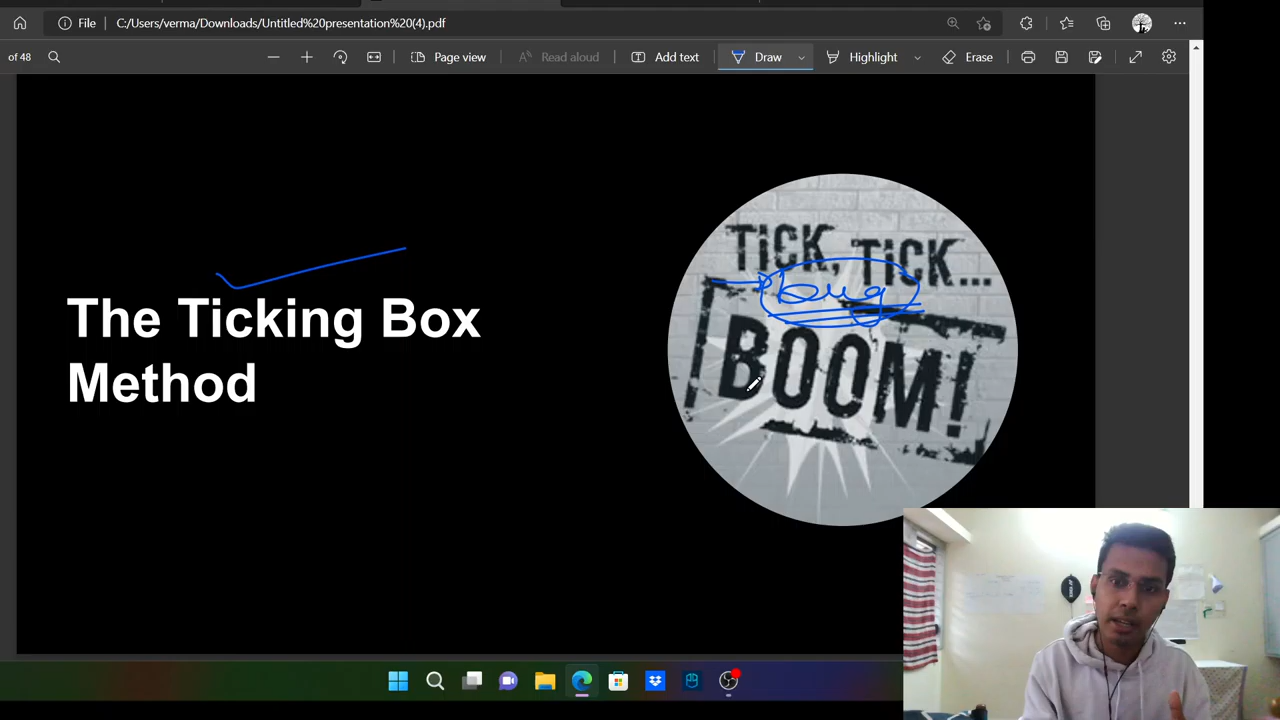 File
C:/Users/verma/Downloads/Untitled%20presentation%20(4).pdf
of 48
Page view
Read aloud
Add text
Draw
Highlight
Erase
TICK, TICK...
bug
BOOM!
The Ticking Box
Method